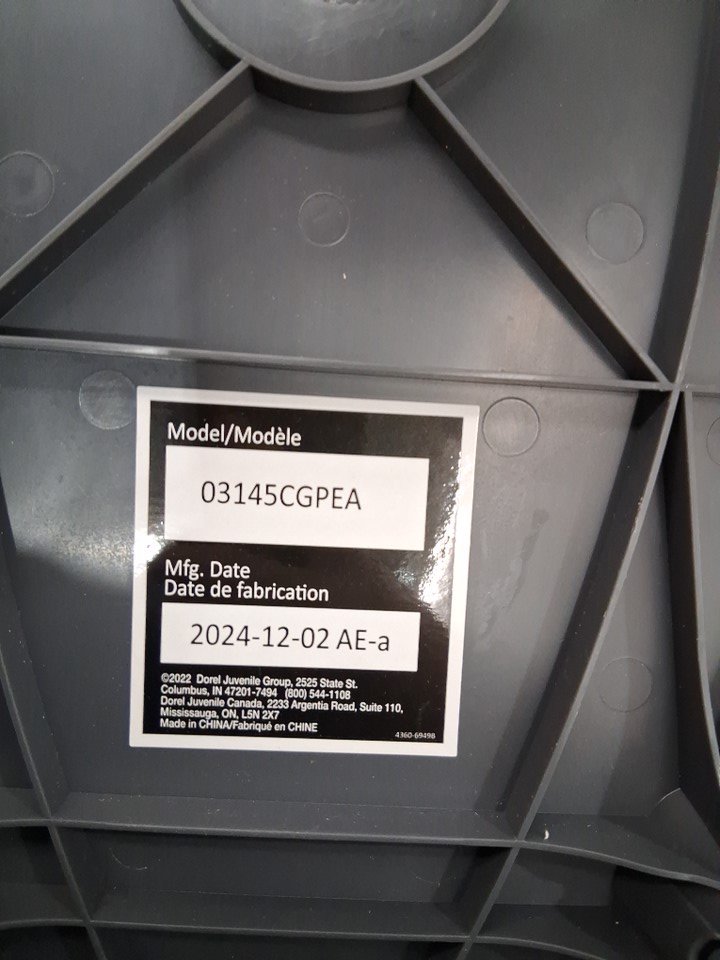 Model/Modèle
03145CGPEA
Mfg. Date
Date de fabrication
2024-12-02 AE-a
©2022 Dorel Juvenile Group, 2525 State St.
Columbus, IN 47201-7494 (800) 544-1108
Dorel Juvenile Canada, 2233 Argentia Road, Suite 110,
Mississauga, ON, L5N 2X7
Made in CHINA/Fabriqué en CHINE
4360-6949B